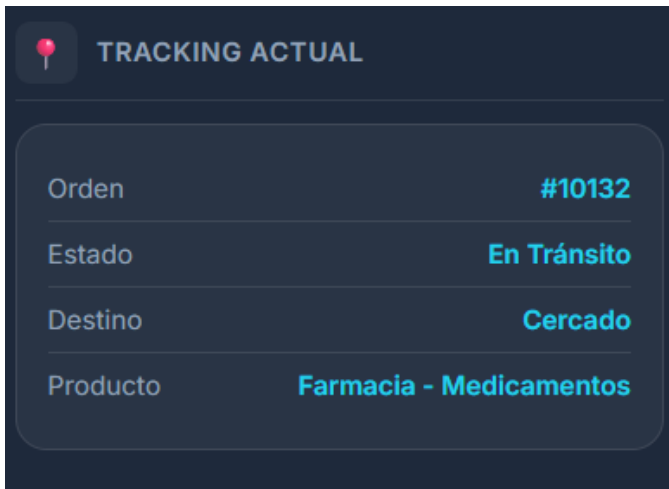 TRACKING ACTUAL
Orden #10132
Estado En Tránsito
Destino Cercado
Producto Farmacia - Medicamentos